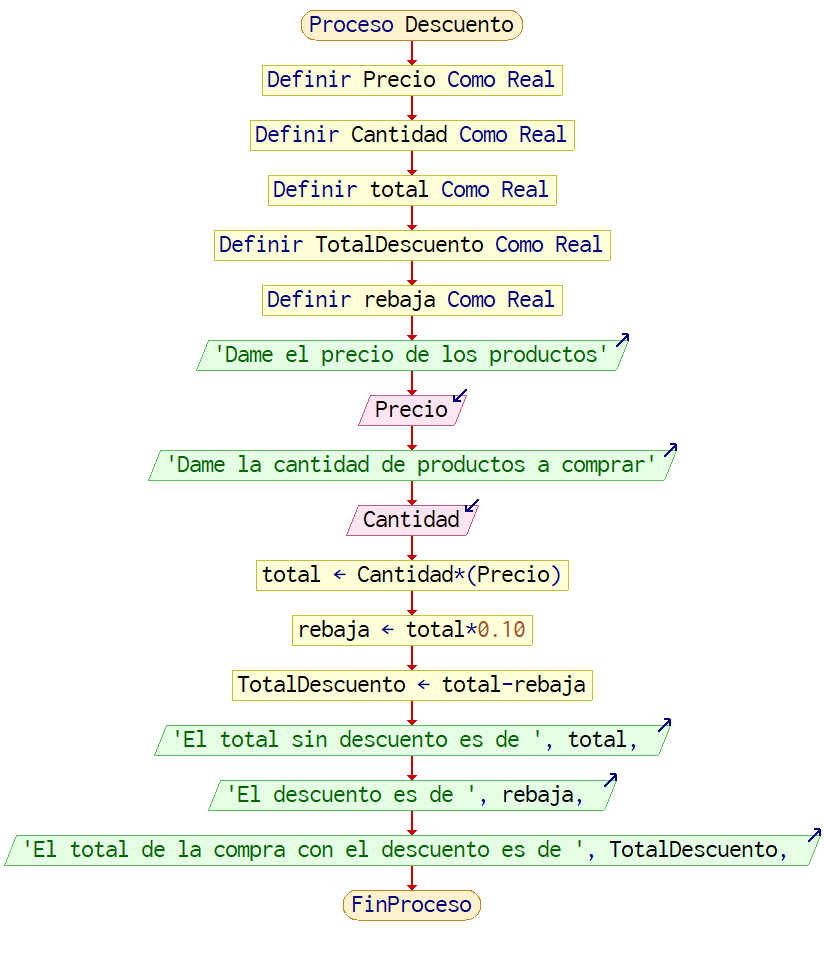 Proceso Descuento
Definir Precio Como Real
Definir Cantidad Como Real
Definir total Como Real
Definir TotalDescuento Como Real
Definir rebaja Como Real
'Dame el precio de los productos'
Precio
'Dame la cantidad de productos a comprar'
Cantidad
total ← Cantidad*(Precio)
rebaja ← total*0.10
TotalDescuento ← total-rebaja
'El total sin descuento es de ', total,
'El descuento es de ', rebaja,
'El total de la compra con el descuento es de ', TotalDescuento,
FinProceso